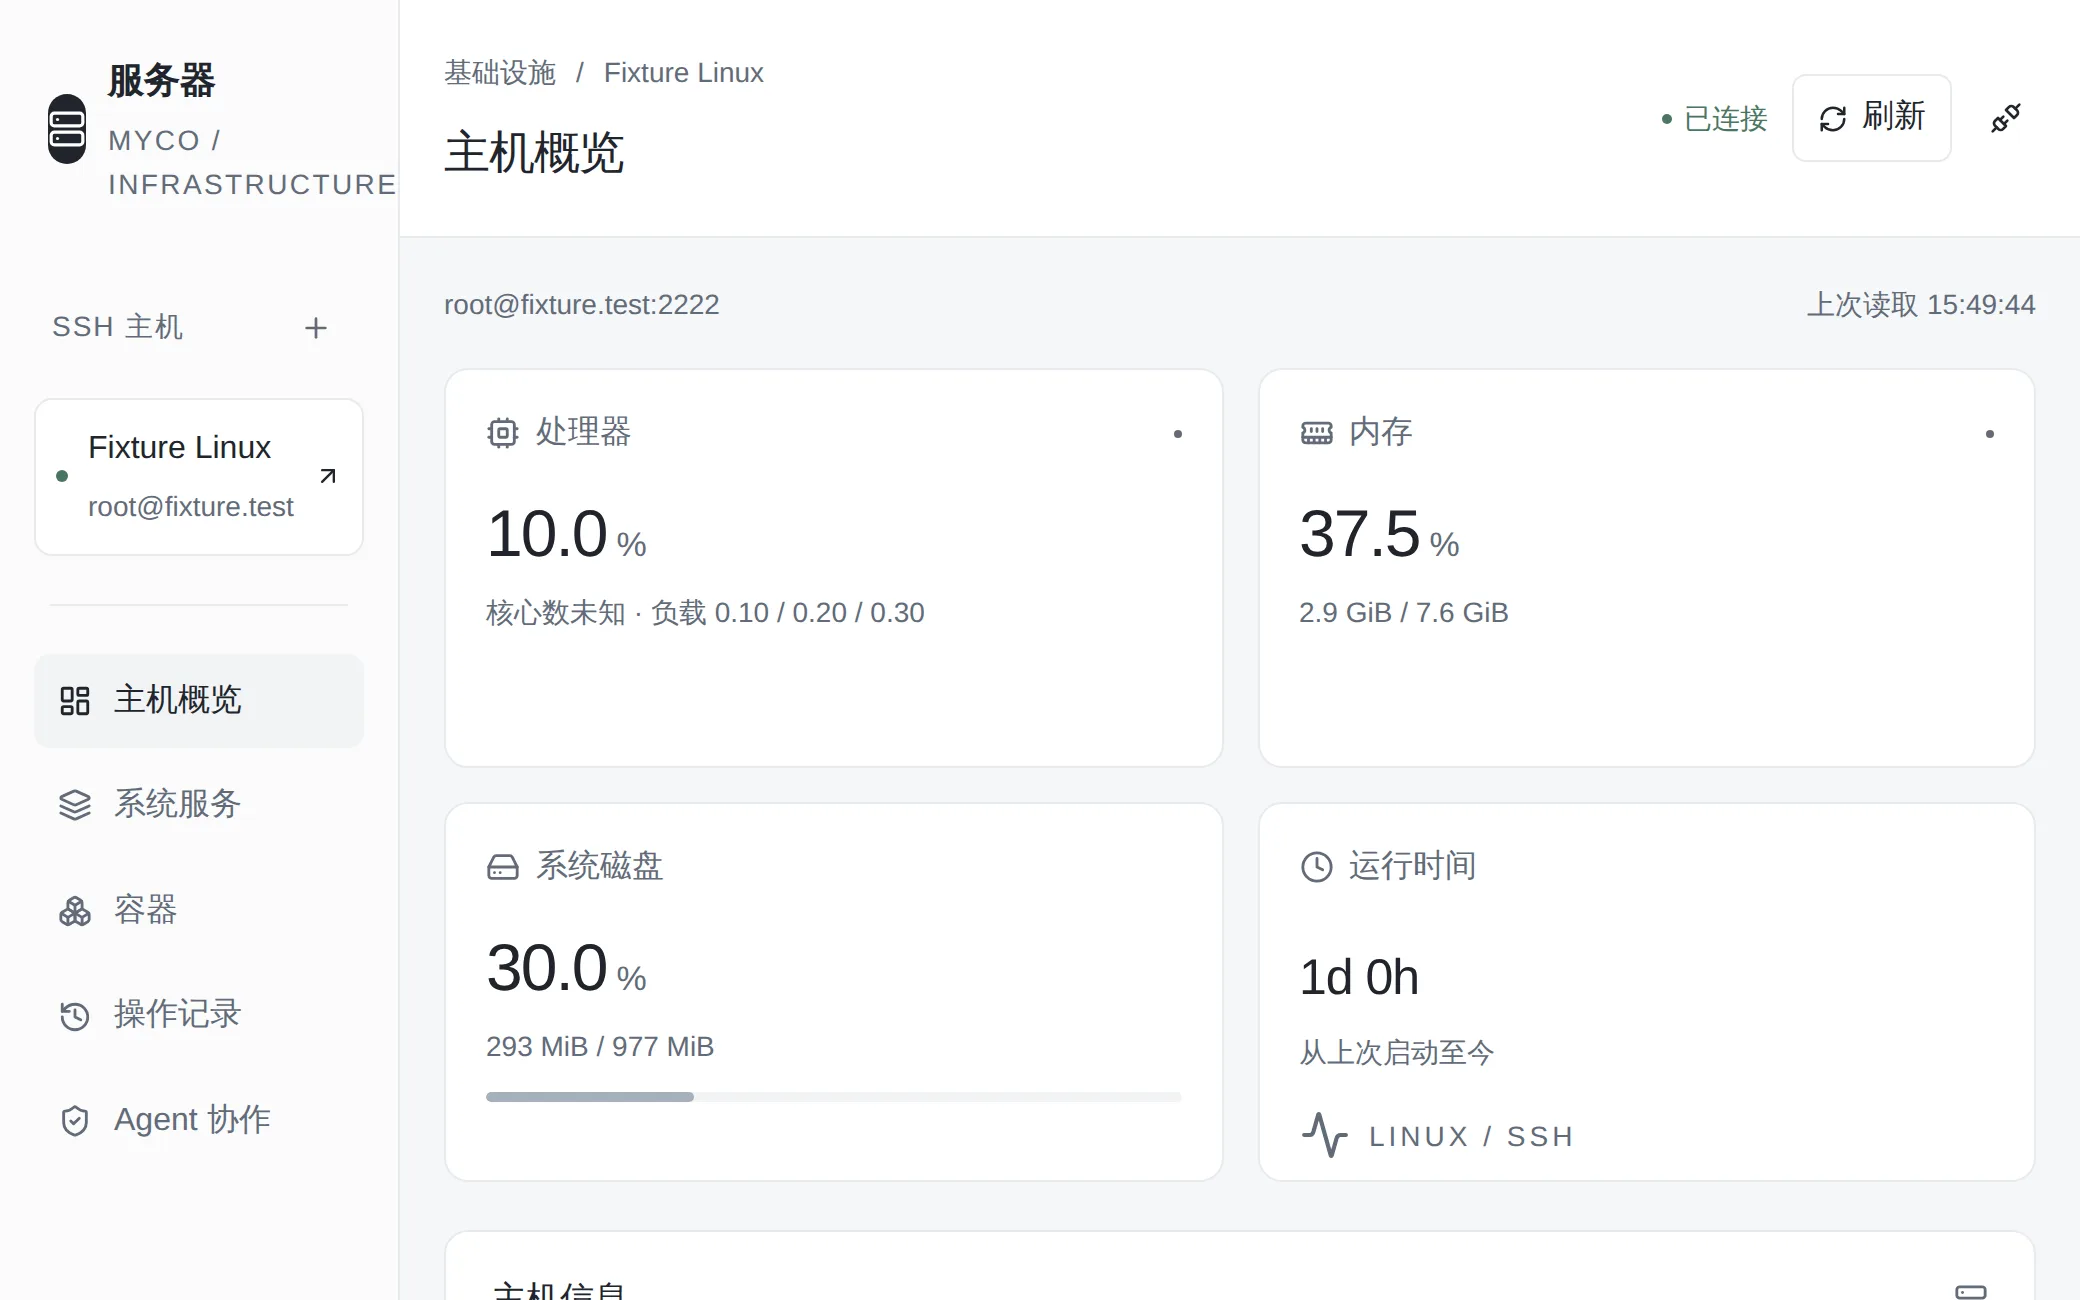 服务器
MYCO /
INFRASTRUCTURE
SSH 主机
Fixture Linux
root@fixture.test
主机概览
系统服务
容器
操作记录
Agent 协作
基础设施 / Fixture Linux
主机概览
已连接
刷新
root@fixture.test:2222
上次读取 15:49:44
处理器
10.0 %
核心数未知 · 负载 0.10 / 0.20 / 0.30
内存
37.5 %
2.9 GiB / 7.6 GiB
系统磁盘
30.0 %
293 MiB / 977 MiB
运行时间
1d 0h
从上次启动至今
LINUX / SSH
主机信息